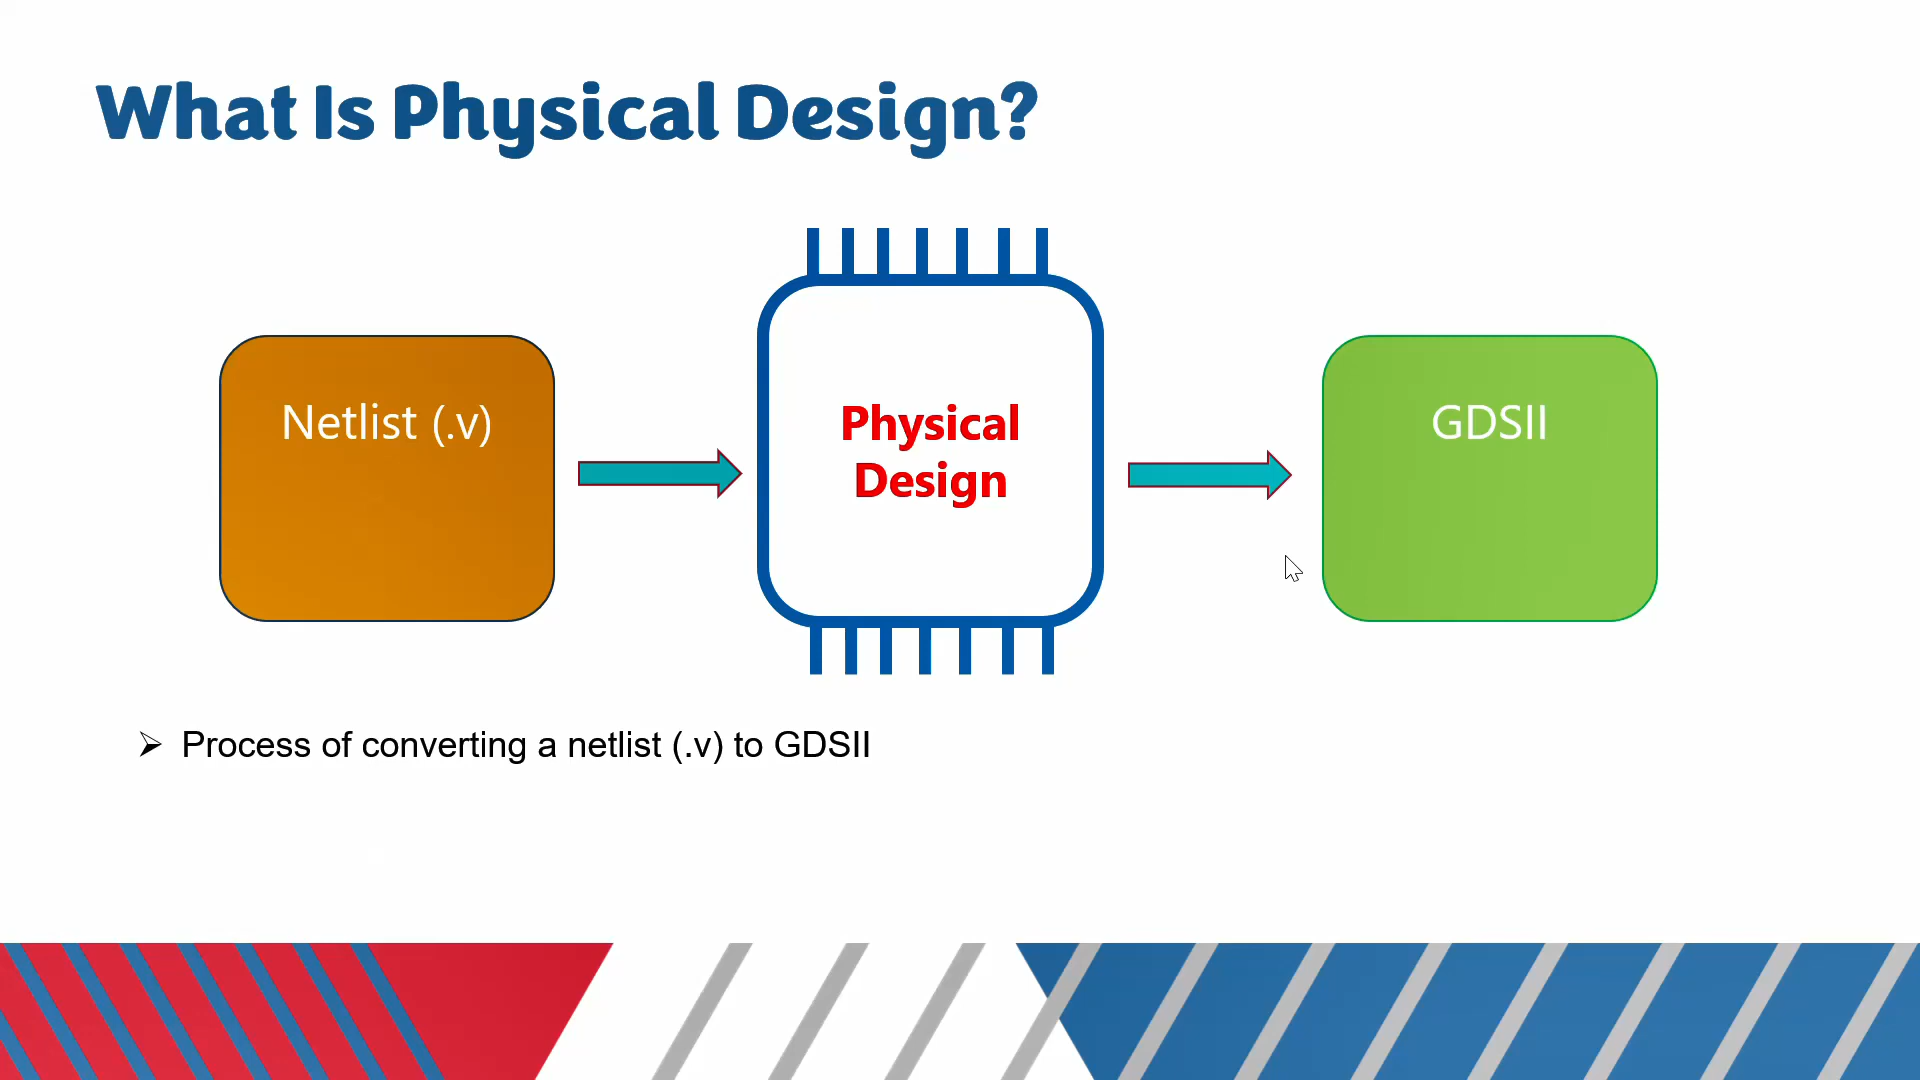 What Is Physical Design?
Netlist (.v)
Physical
Design
GDSII
➢ Process of converting a netlist (.v) to GDSII